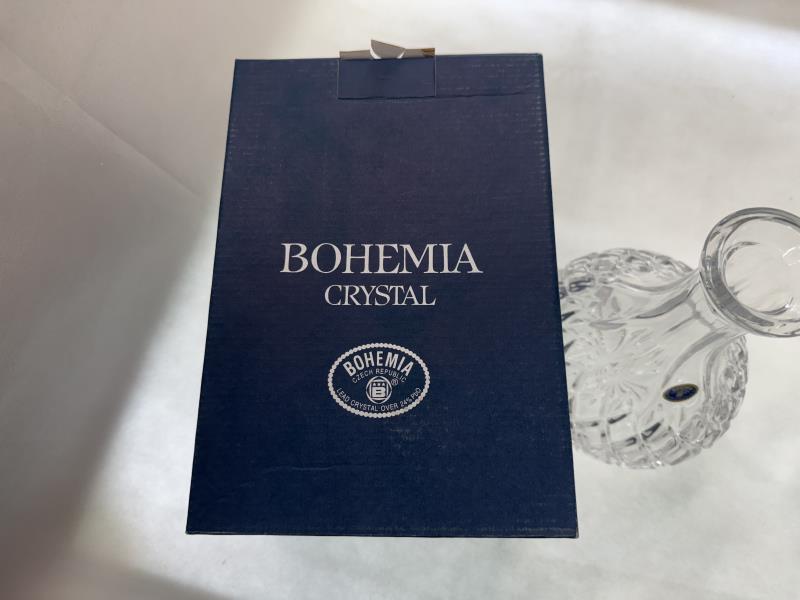 BOHEMIA
CRYSTAL
BOHEMIA
CZECH REPUBLIC
B
®
LEAD CRYSTAL OVER 24% PbO